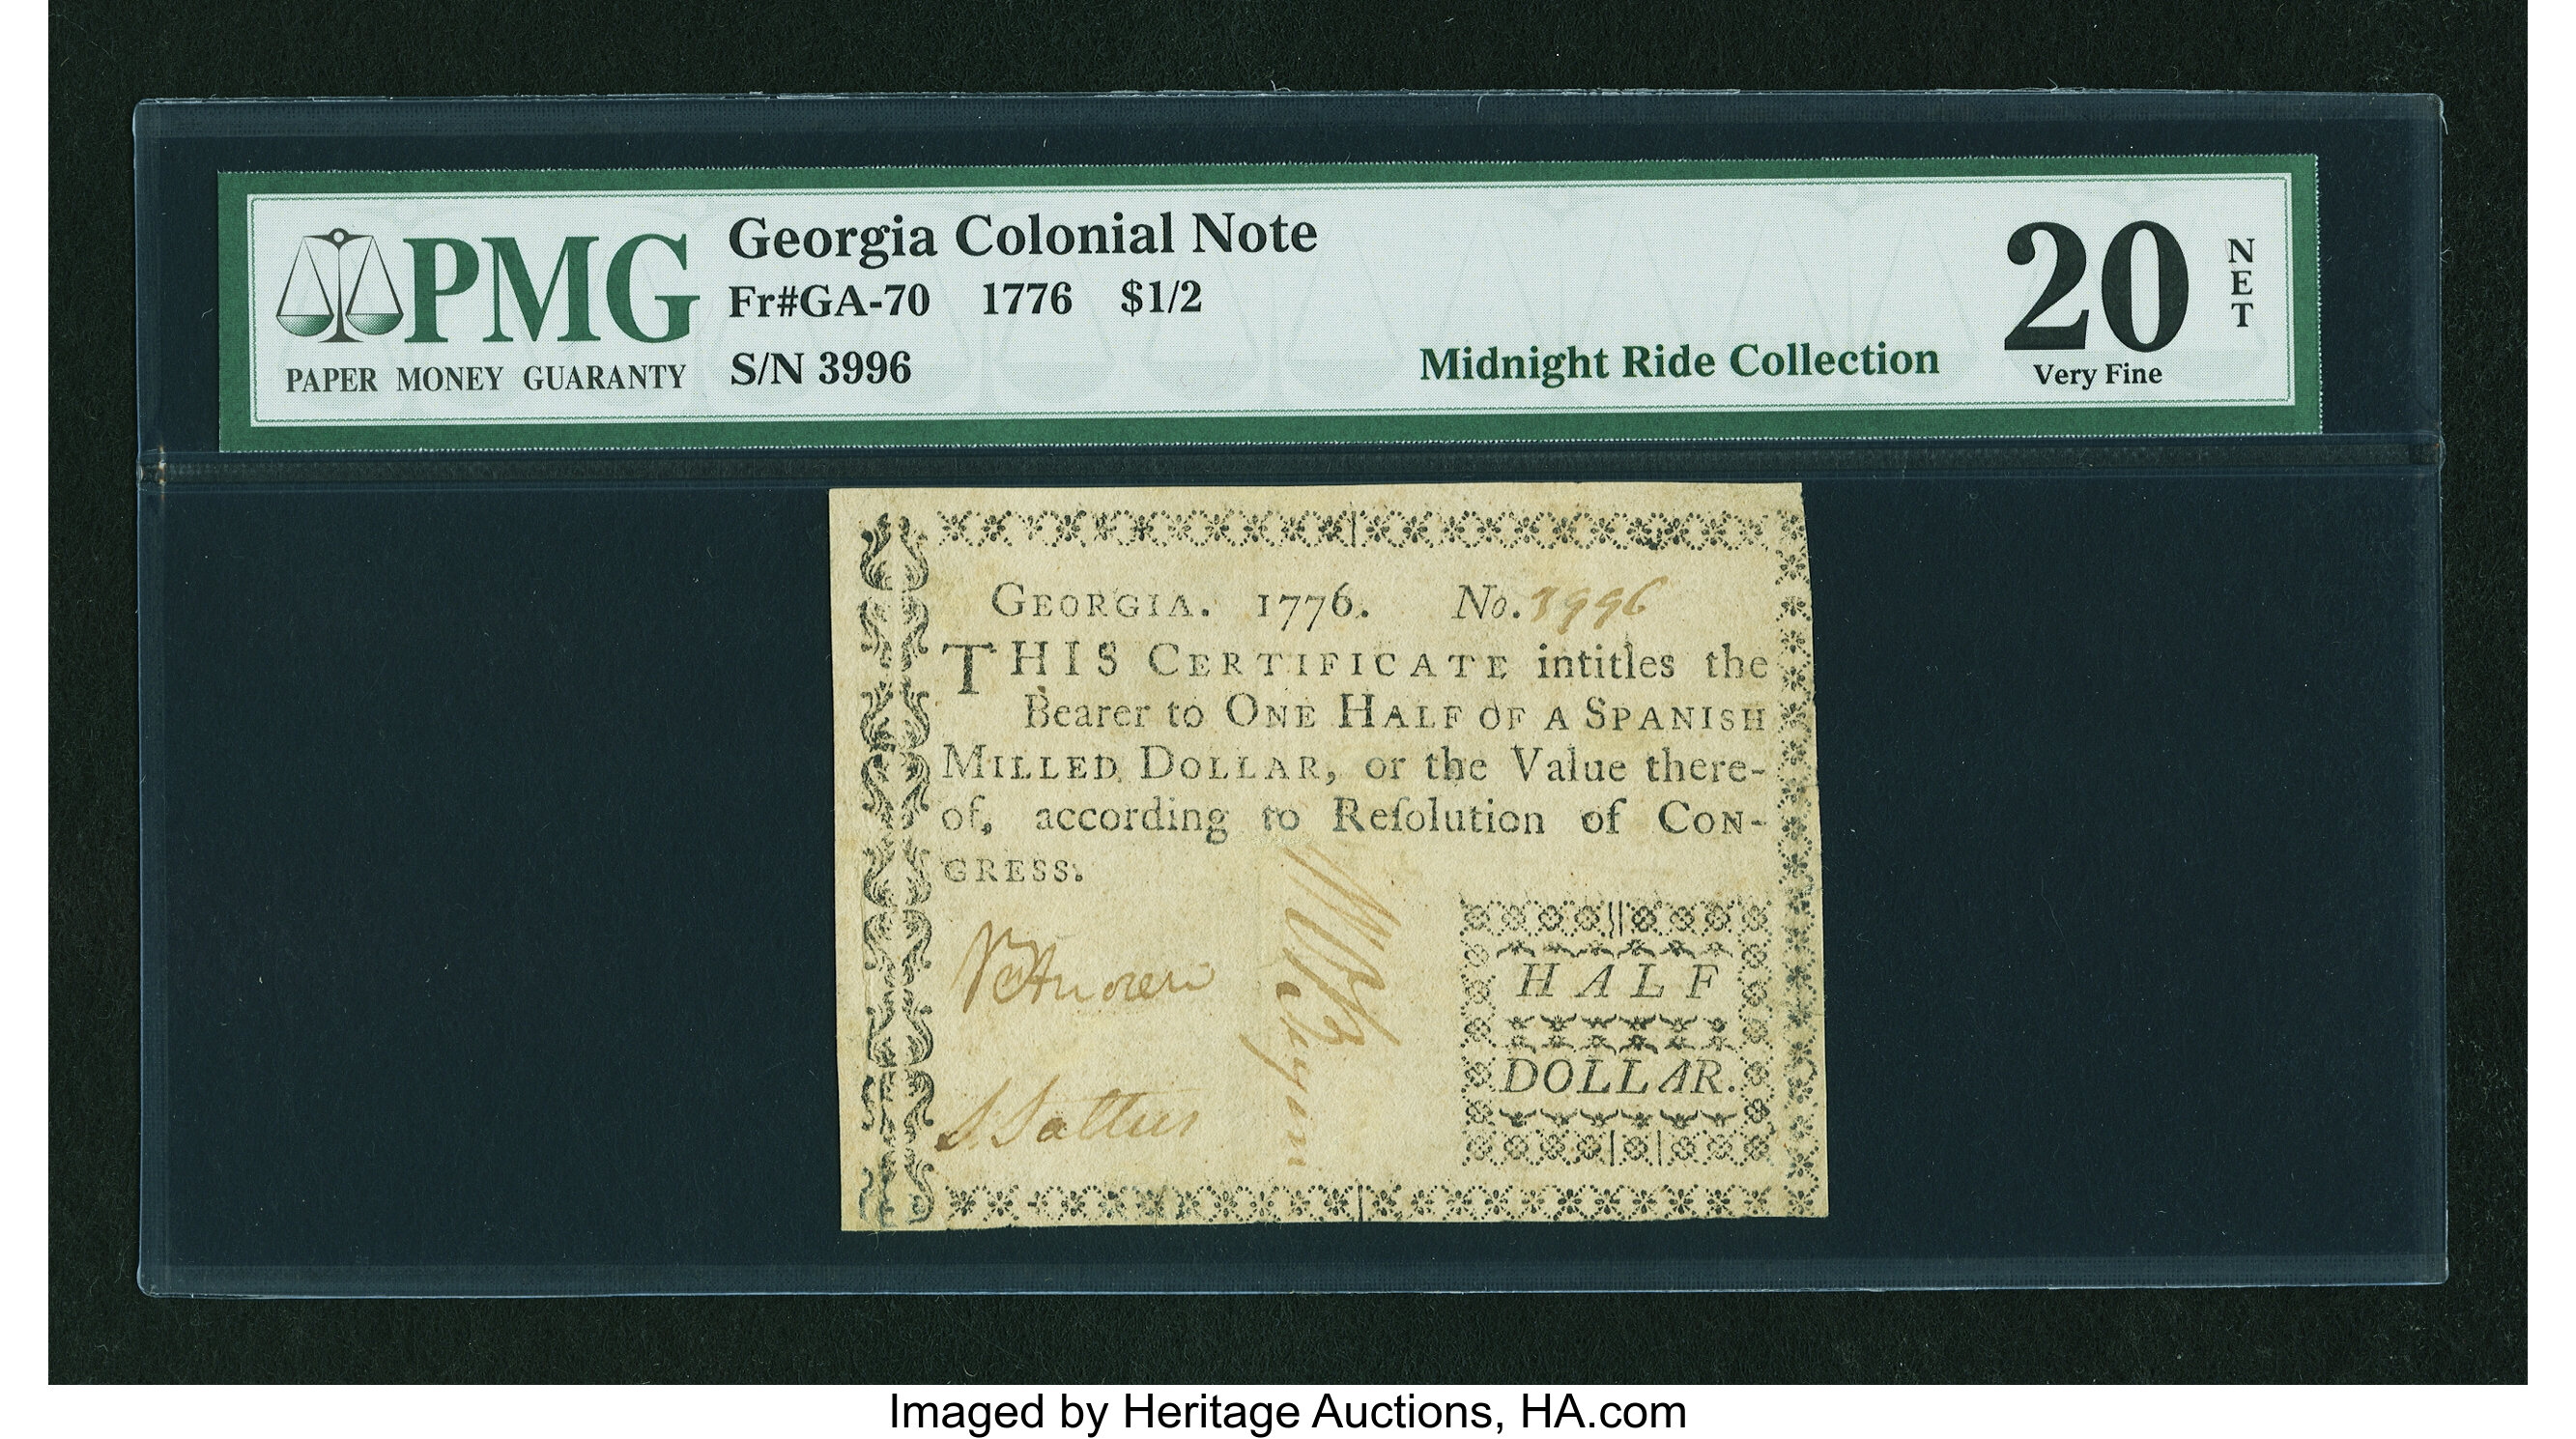 PMG
PAPER MONEY GUARANTY
Georgia Colonial Note
Fr#GA-70 1776 $1/2
S/N 3996
Midnight Ride Collection
20
NET
Very Fine
GEORGIA. 1776. No. 3996
THIS CERTIFICATE intitles the
Bearer to ONE HALF OF A SPANISH
MILLED DOLLAR, or the Value there-
of, according to Reſolution of CON-
GRESS.
HALF
DOLLAR.
Imaged by Heritage Auctions, HA.com